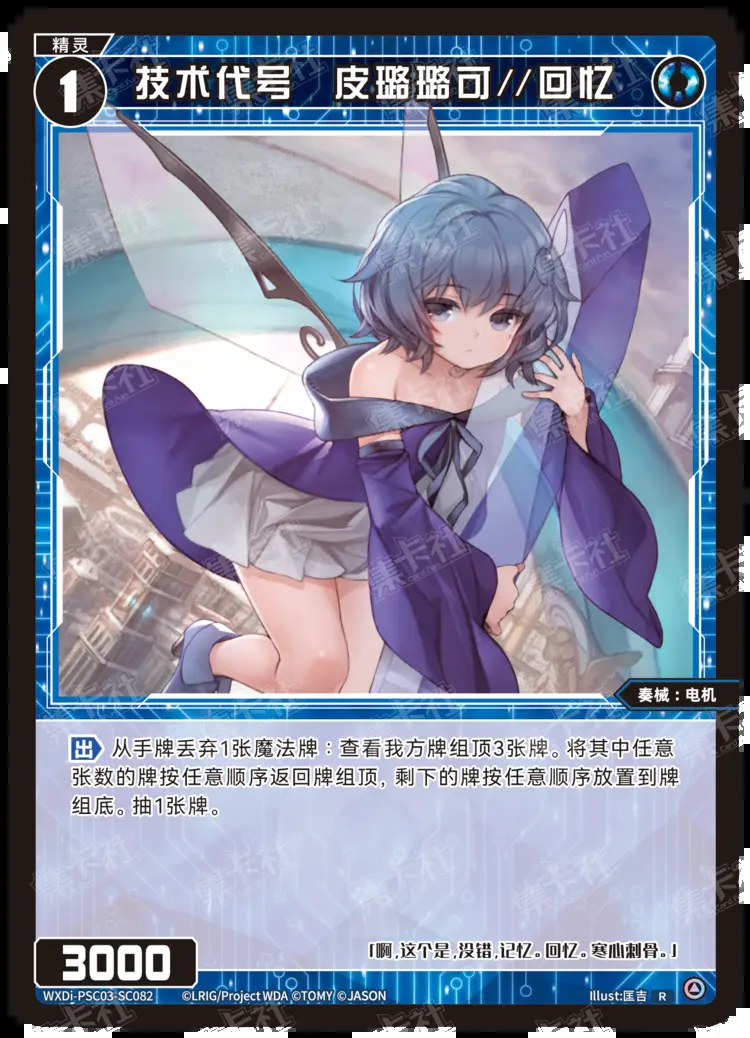 精灵
1
技术代号 皮璐璐可//回忆
奏械：电机
出 从手牌丢弃1张魔法牌：查看我方牌组顶3张牌。将其中任意
张数的牌按任意顺序返回牌组顶, 剩下的牌按任意顺序放置到牌
组底。抽1张牌。
「啊,这个是,没错,记忆。回忆。寒心刺骨。」
3000
WXDi-PSC03-SC082 ©LRIG/Project WDA ©TOMY ©JASON Illust:匡吉 R
集卡社